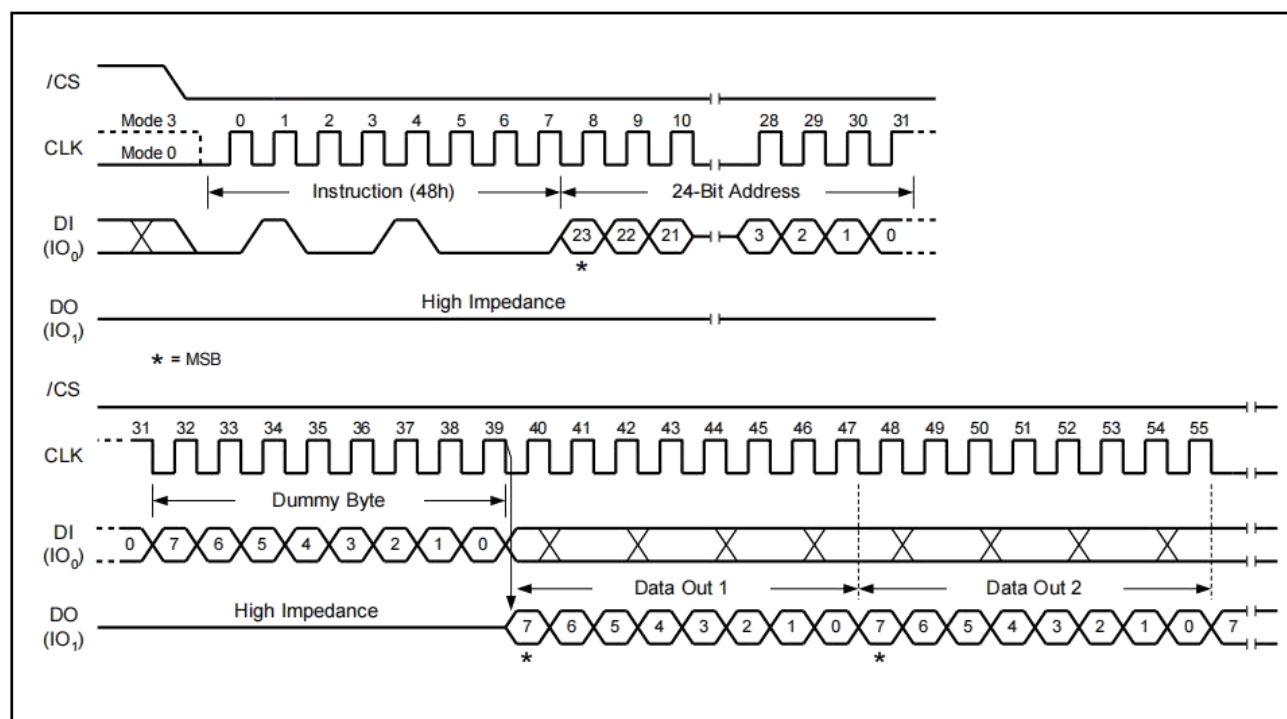 /CS
Mode 3 0 1 2 3 4 5 6 7 8 9 10 28 29 30 31
CLK
Mode 0
Instruction (48h) 24-Bit Address
DI
(IO0) 23 22 21 3 2 1 0
*
DO High Impedance
(IO1)
* = MSB
/CS
31 32 33 34 35 36 37 38 39 40 41 42 43 44 45 46 47 48 49 50 51 52 53 54 55
CLK
Dummy Byte
DI
(IO0) 0 7 6 5 4 3 2 1 0
Data Out 1 Data Out 2
DO High Impedance
(IO1) 7 6 5 4 3 2 1 0 7 6 5 4 3 2 1 0 7
* *